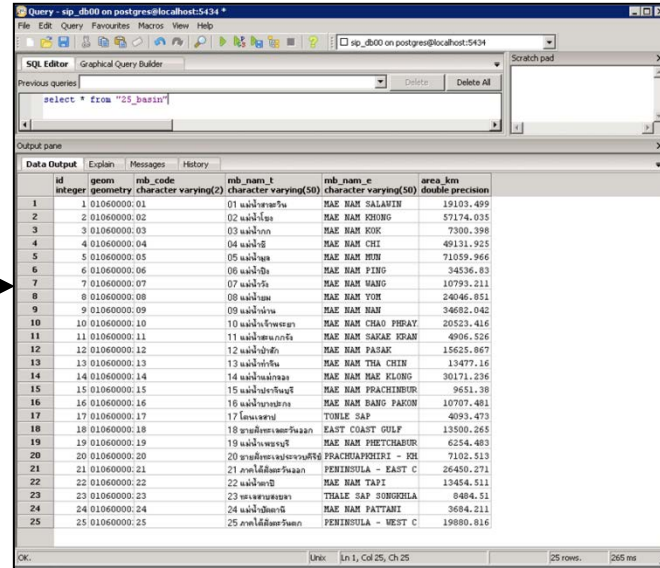 Query - sip_db00 on postgres@localhost:5434 *
File Edit Query Favourites Macros View Help
sip_db00 on postgres@localhost:5434
SQL Editor Graphical Query Builder
Scratch pad
Previous queries Delete Delete All
select * from "25_basin"
Output pane
Data Output Explain Messages History
id integer geom geometry mb_code character varying(2) mb_nam_t character varying(50) mb_nam_e character varying(50) area_km double precision
1 1 01060000: 01 01 แม่น้ำสาละวิน MAE NAM SALAWIN 19103.499
2 2 01060000: 02 02 แม่น้ำโขง MAE NAM KHONG 57174.035
3 3 01060000: 03 03 แม่น้ำกก MAE NAM KOK 7300.398
4 4 01060000: 04 04 แม่น้ำชี MAE NAM CHI 49131.925
5 5 01060000: 05 05 แม่น้ำมูล MAE NAM MUN 71059.966
6 6 01060000: 06 06 แม่น้ำปิง MAE NAM PING 34536.83
7 7 01060000: 07 07 แม่น้ำวัง MAE NAM WANG 10793.211
8 8 01060000: 08 08 แม่น้ำยม MAE NAM YOM 24046.851
9 9 01060000: 09 09 แม่น้ำน่าน MAE NAM NAN 34682.042
10 10 01060000: 10 10 แม่น้ำเจ้าพระยา MAE NAM CHAO PHRAY 20523.416
11 11 01060000: 11 11 แม่น้ำสะแกกรัง MAE NAM SAKAE KRAN 4906.526
12 12 01060000: 12 12 แม่น้ำป่าสัก MAE NAM PASAK 15625.867
13 13 01060000: 13 13 แม่น้ำท่าจีน MAE NAM THA CHIN 13477.16
14 14 01060000: 14 14 แม่น้ำแม่กลอง MAE NAM MAE KLONG 30171.236
15 15 01060000: 15 15 แม่น้ำปราจีนบุรี MAE NAM PRACHINBUR 9651.38
16 16 01060000: 16 16 แม่น้ำบางปะกง MAE NAM BANG PAKON 10707.481
17 17 01060000: 17 17 โตนเลสาป TONLE SAP 4093.473
18 18 01060000: 18 18 ชายฝั่งทะเลตะวันออก EAST COAST GULF 13500.265
19 19 01060000: 19 19 แม่น้ำเพชรบุรี MAE NAM PHETCHABUR 6254.483
20 20 01060000: 20 20 ชายฝั่งทะเลประจวบคีรีขั PRACHUAPKHIRI - KH 7102.513
21 21 01060000: 21 21 ภาคใต้ฝั่งตะวันออก PENINSULA - EAST C 26450.271
22 22 01060000: 22 22 แม่น้ำตาปี MAE NAM TAPI 13454.511
23 23 01060000: 23 23 ทะเลสาบสงขลา THALE SAP SONGKHLA 8484.51
24 24 01060000: 24 24 แม่น้ำปัตตานี MAE NAM PATTANI 3684.211
25 25 01060000: 25 25 ภาคใต้ฝั่งตะวันตก PENINSULA - WEST C 19880.816
OK. Unix Ln 1, Col 25, Ch 25 25 rows. 265 ms